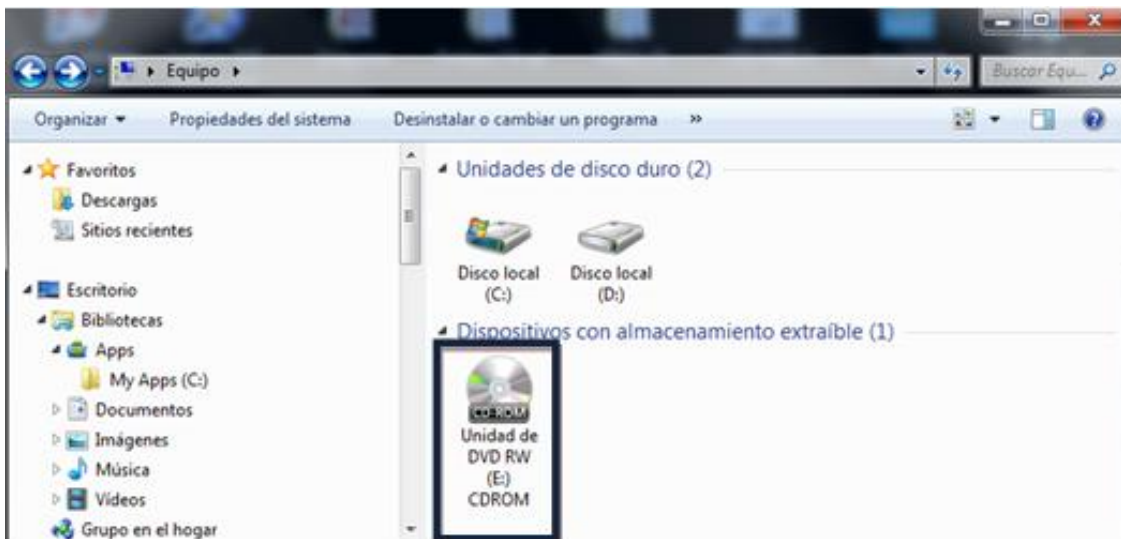 Equipo
Buscar Equ...
Organizar
Propiedades del sistema
Desinstalar o cambiar un programa
»
Favoritos
Descargas
Sitios recientes
Escritorio
Bibliotecas
Apps
My Apps (C:)
Documentos
Imágenes
Música
Vídeos
Grupo en el hogar
Unidades de disco duro (2)
Disco local
(C:)
Disco local
(D:)
Dispositivos con almacenamiento extraíble (1)
CD-ROM
Unidad de
DVD RW
(E:)
CDROM